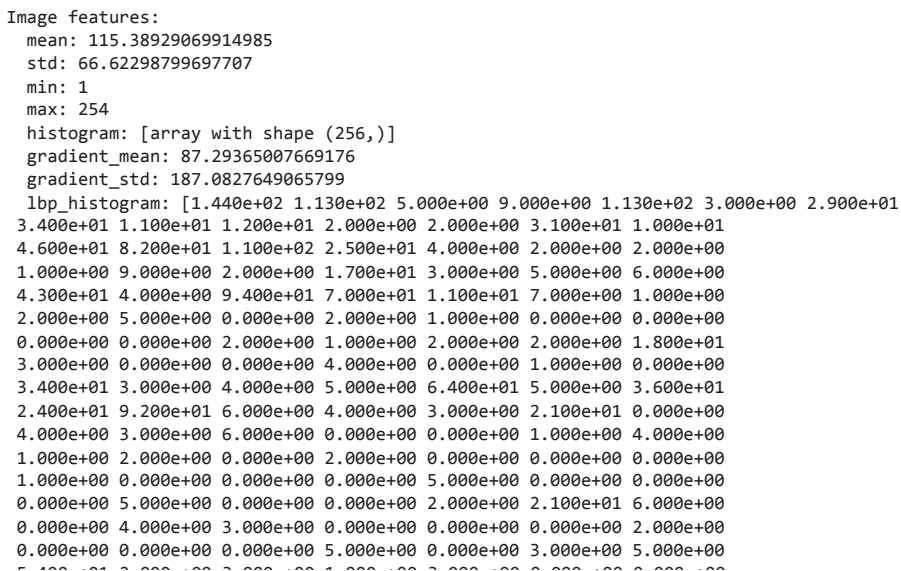 Image features:
mean: 115.38929069914985
std: 66.62298799697707
min: 1
max: 254
histogram: [array with shape (256,)]
gradient_mean: 87.29365007669176
gradient_std: 187.0827649065799
lbp_histogram: [1.440e+02 1.130e+02 5.000e+00 9.000e+00 1.130e+02 3.000e+00 2.900e+01
3.400e+01 1.100e+01 1.200e+01 2.000e+00 2.000e+00 3.100e+01 1.000e+01
4.600e+01 8.200e+01 1.100e+02 2.500e+01 4.000e+00 2.000e+00 2.000e+00
1.000e+00 9.000e+00 2.000e+00 1.700e+01 3.000e+00 5.000e+00 6.000e+00
4.300e+01 4.000e+00 9.400e+01 7.000e+01 1.100e+01 7.000e+00 1.000e+00
2.000e+00 5.000e+00 0.000e+00 2.000e+00 1.000e+00 0.000e+00 0.000e+00
0.000e+00 0.000e+00 2.000e+00 1.000e+00 2.000e+00 2.000e+00 1.800e+01
3.000e+00 0.000e+00 0.000e+00 4.000e+00 0.000e+00 1.000e+00 0.000e+00
3.400e+01 3.000e+00 4.000e+00 5.000e+00 6.400e+01 5.000e+00 3.600e+01
2.400e+01 9.200e+01 6.000e+00 4.000e+00 3.000e+00 2.100e+01 0.000e+00
4.000e+00 3.000e+00 6.000e+00 0.000e+00 0.000e+00 1.000e+00 4.000e+00
1.000e+00 2.000e+00 0.000e+00 2.000e+00 0.000e+00 0.000e+00 0.000e+00
1.000e+00 0.000e+00 0.000e+00 0.000e+00 5.000e+00 0.000e+00 0.000e+00
0.000e+00 5.000e+00 0.000e+00 0.000e+00 2.000e+00 2.100e+01 6.000e+00
0.000e+00 4.000e+00 3.000e+00 0.000e+00 0.000e+00 0.000e+00 2.000e+00
0.000e+00 0.000e+00 0.000e+00 5.000e+00 0.000e+00 3.000e+00 5.000e+00